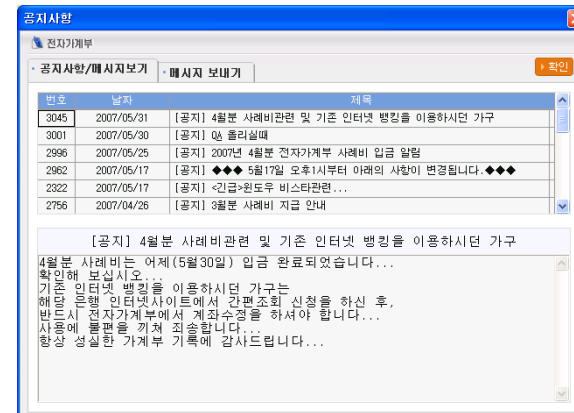 공지사항
전자가계부
· 공지사항/메시지보기 · 메시지 보내기 확인
번호 날짜 제목
3045 2007/05/31 [공지] 4월분 사례비관련 및 기존 인터넷 뱅킹을 이용하시던 가구
3001 2007/05/30 [공지] QA 올리실때
2996 2007/05/25 [공지] 2007년 4월분 전자가계부 사례비 입금 알림
2962 2007/05/17 [공지] ◆◆◆ 5월17일 오후1시부터 아래의 사항이 변경됩니다.◆◆◆
2322 2007/05/17 [공지] <긴급>윈도우 비스타관련...
2756 2007/04/26 [공지] 3월분 사례비 지급 안내
[공지] 4월분 사례비관련 및 기존 인터넷 뱅킹을 이용하시던 가구
4월분 사례비는 어제(5월30일) 입금 완료되었습니다...
확인해 보십시오...
기존 인터넷 뱅킹을 이용하시던 가구는
해당 은행 인터넷사이트에서 간편조회 신청을 하신 후,
반드시 전자가계부에서 계좌수정을 하셔야 합니다...
사용에 불편을 끼쳐 죄송합니다...
항상 성실한 가계부 기록에 감사드립니다...